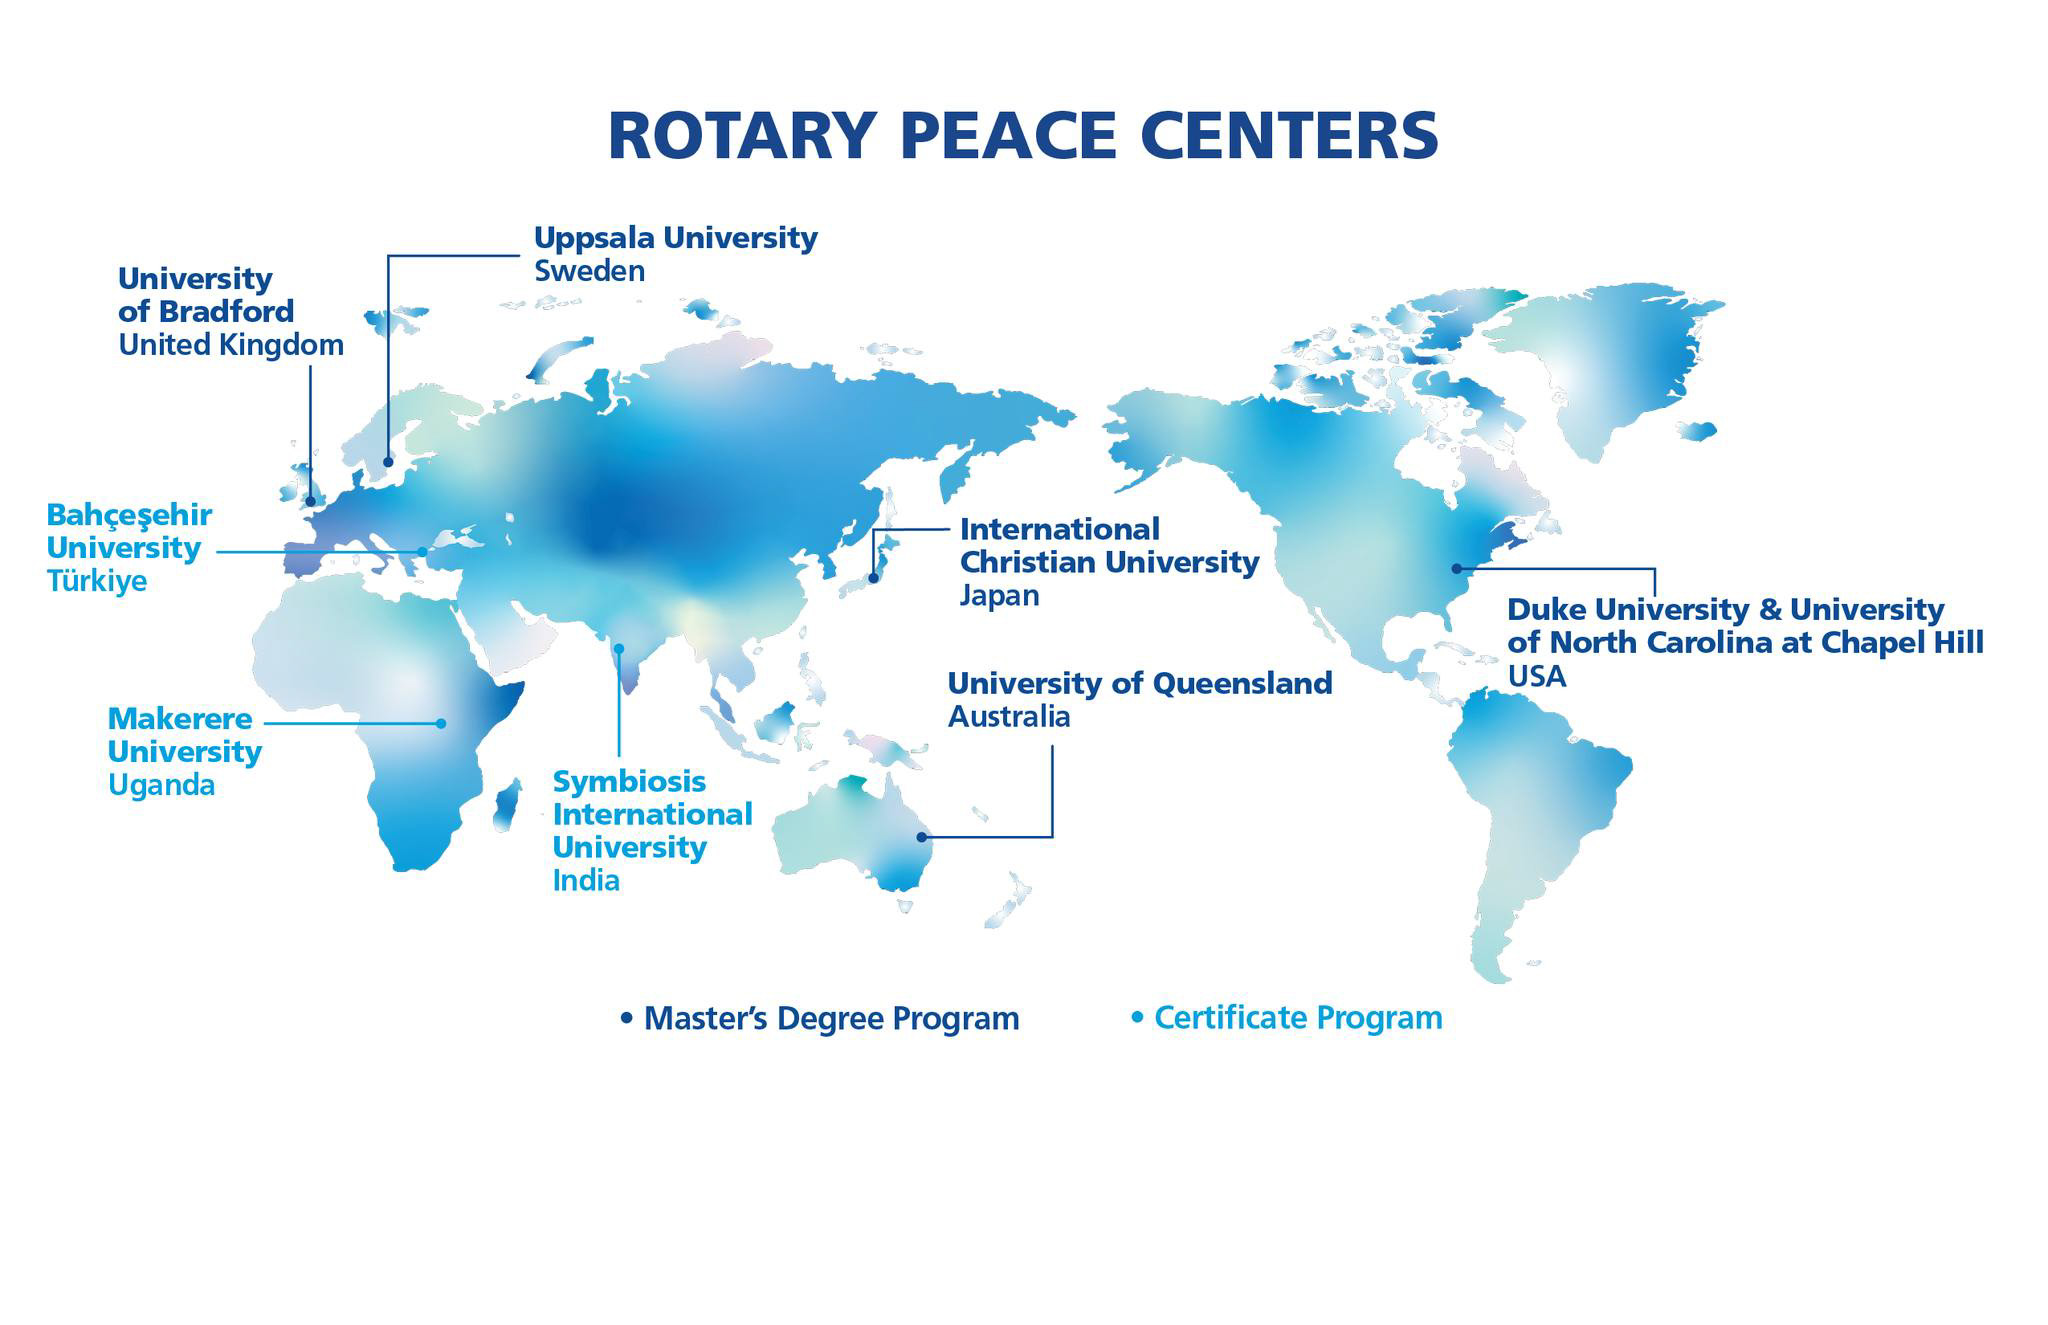 ROTARY PEACE CENTERS
Uppsala University
Sweden
University
of Bradford
United Kingdom
Bahçeşehir
University
Türkiye
International
Christian University
Japan
Duke University & University
of North Carolina at Chapel Hill
USA
University of Queensland
Australia
Makerere
University
Uganda
Symbiosis
International
University
India
• Master’s Degree Program
• Certificate Program